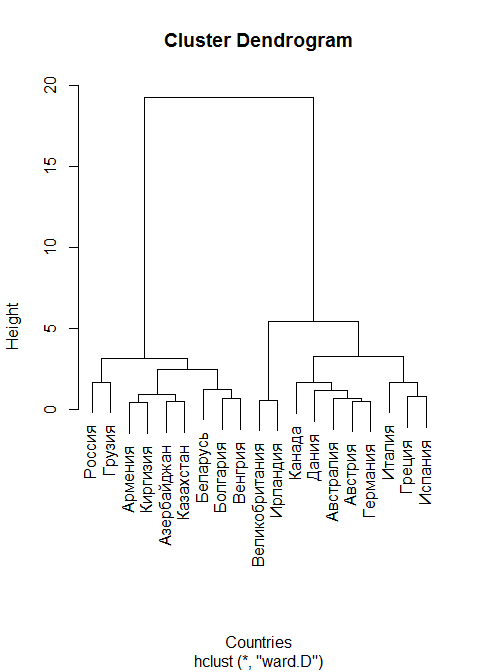 Cluster Dendrogram
Height
20
15
10
5
0
Россия
Грузия
Армения
Киргизия
Азербайджан
Казахстан
Беларусь
Болгария
Венгрия
Великобритания
Ирландия
Канада
Дания
Австралия
Австрия
Германия
Италия
Греция
Испания
Countries
hclust (*, "ward.D")